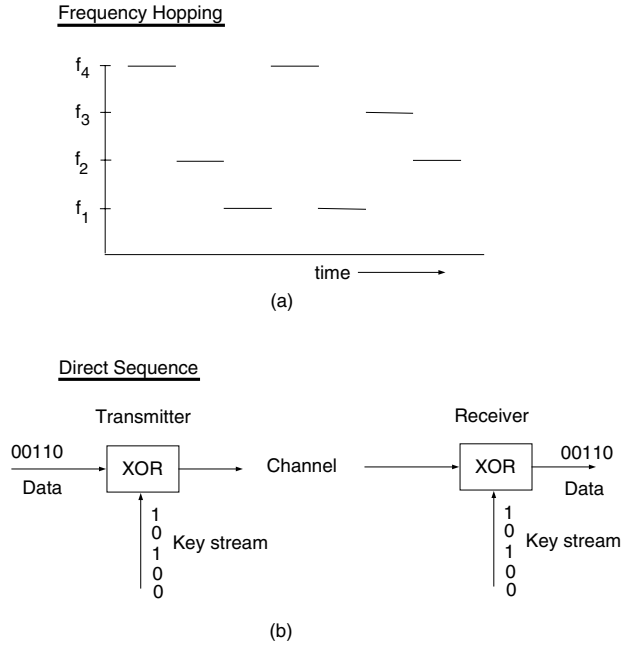 Frequency Hopping
f4
f3
f2
f1
time
(a)
Direct Sequence
Transmitter
Receiver
00110
XOR
Channel
XOR
00110
Data
Data
1
0
1
0
0
Key stream
1
0
1
0
0
Key stream
(b)